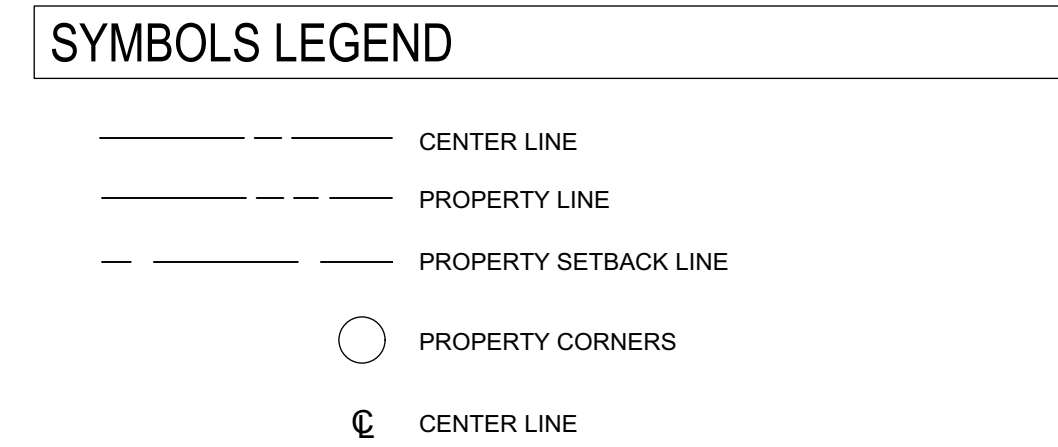 SYMBOLS LEGEND
CENTER LINE
PROPERTY LINE
PROPERTY SETBACK LINE
PROPERTY CORNERS
℄ CENTER LINE